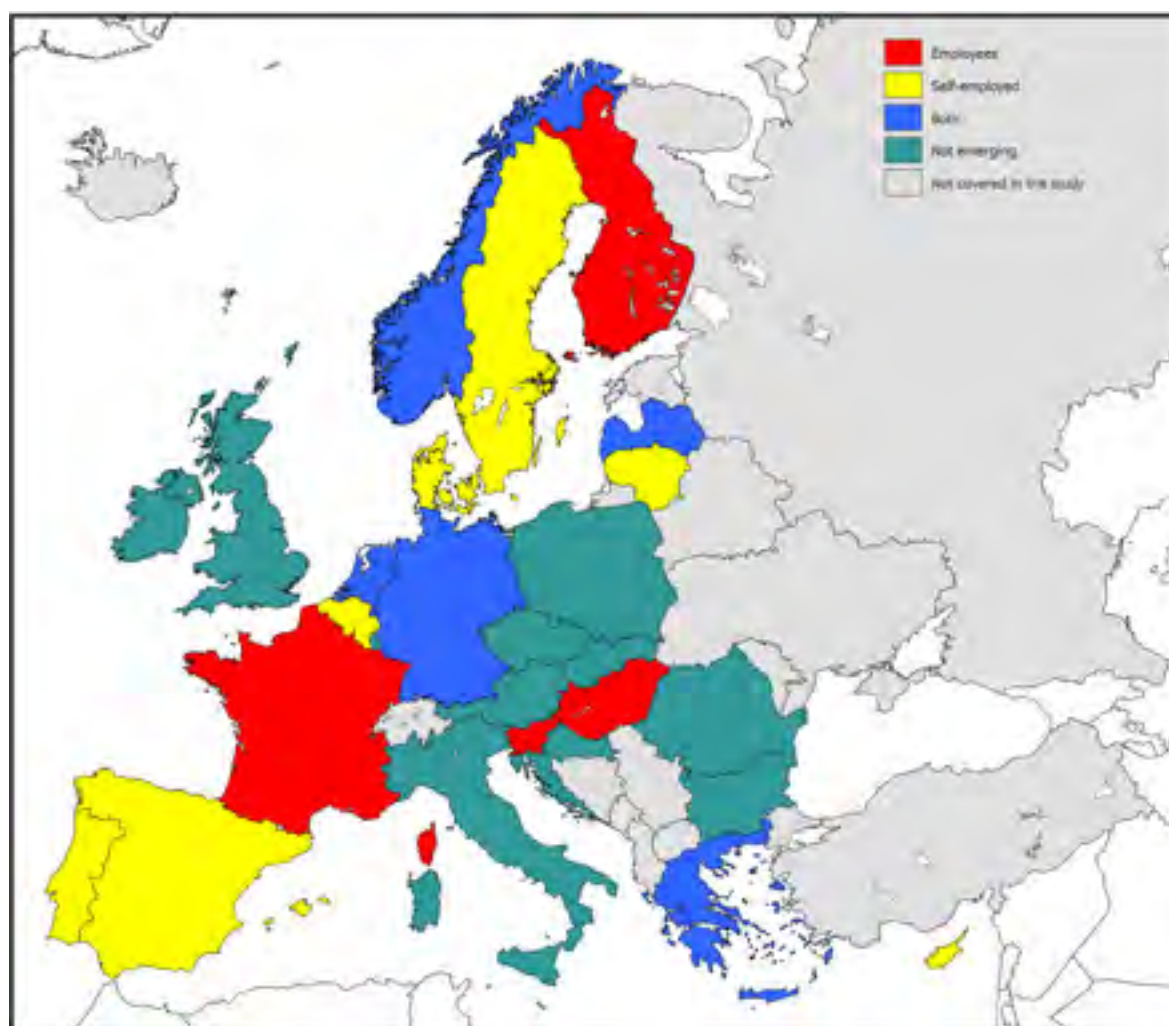 Employees
Self-employed
Both
Not emerging
Not covered in the study